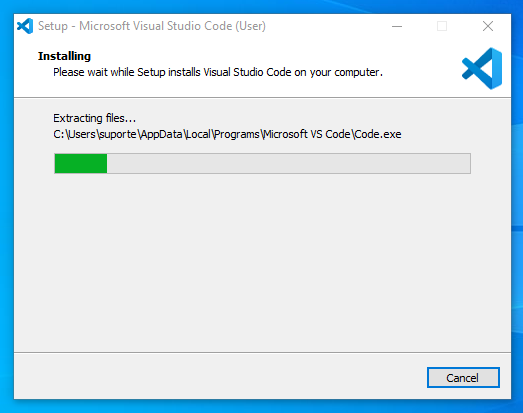 Setup - Microsoft Visual Studio Code (User)
Installing
Please wait while Setup installs Visual Studio Code on your computer.
Extracting files...
C:\Users\suporte\AppData\Local\Programs\Microsoft VS Code\Code.exe
Cancel